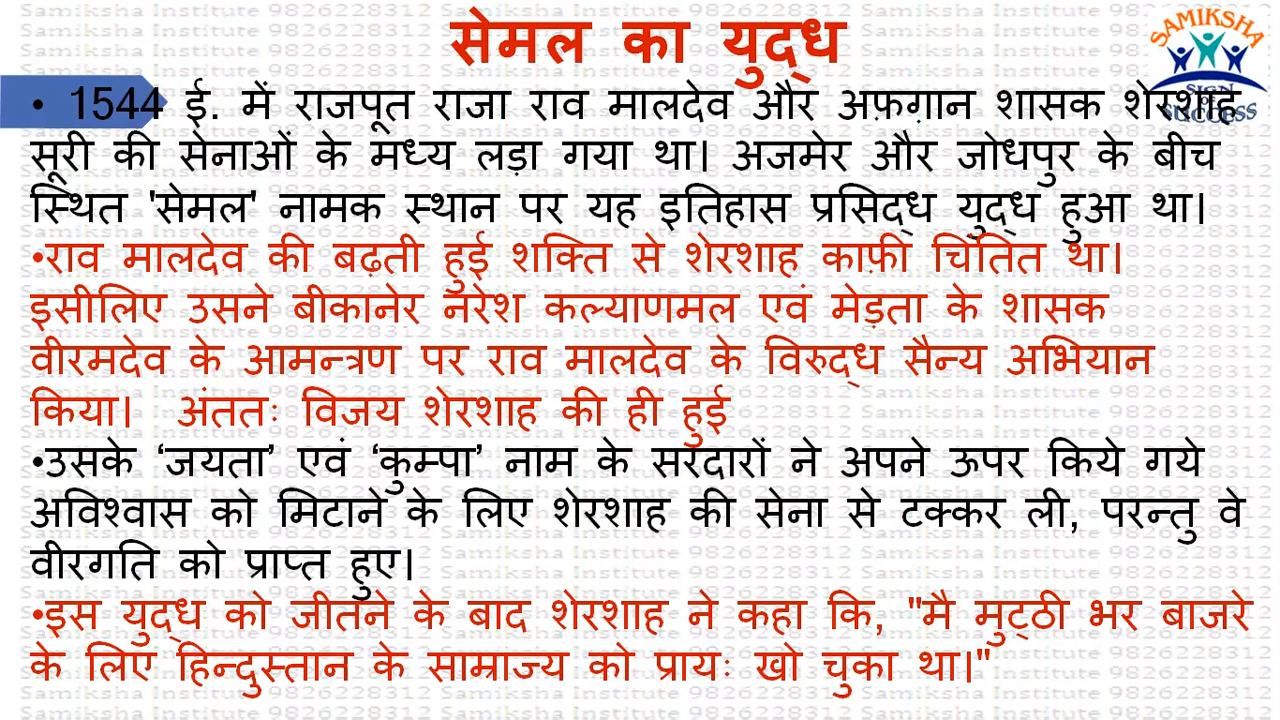 सेमल का युद्ध
SAMIKSHA
SIGN
OF
SUCCESS
• 1544 ई. में राजपूत राजा राव मालदेव और अफ़ग़ान शासक शेरशाह
सूरी की सेनाओं के मध्य लड़ा गया था। अजमेर और जोधपुर के बीच
स्थित 'सेमल' नामक स्थान पर यह इतिहास प्रसिद्ध युद्ध हुआ था।
•राव मालदेव की बढ़ती हुई शक्ति से शेरशाह काफ़ी चिंतित था।
इसीलिए उसने बीकानेर नरेश कल्याणमल एवं मेड़ता के शासक
वीरमदेव के आमन्त्रण पर राव मालदेव के विरुद्ध सैन्य अभियान
किया। अंततः विजय शेरशाह की ही हुई
•उसके ‘जयता’ एवं ‘कुम्पा’ नाम के सरदारों ने अपने ऊपर किये गये
अविश्वास को मिटाने के लिए शेरशाह की सेना से टक्कर ली, परन्तु वे
वीरगति को प्राप्त हुए।
•इस युद्ध को जीतने के बाद शेरशाह ने कहा कि, "मै मुट्ठी भर बाजरे
के लिए हिन्दुस्तान के साम्राज्य को प्रायः खो चुका था।"
Samiksha Institute 9826228312